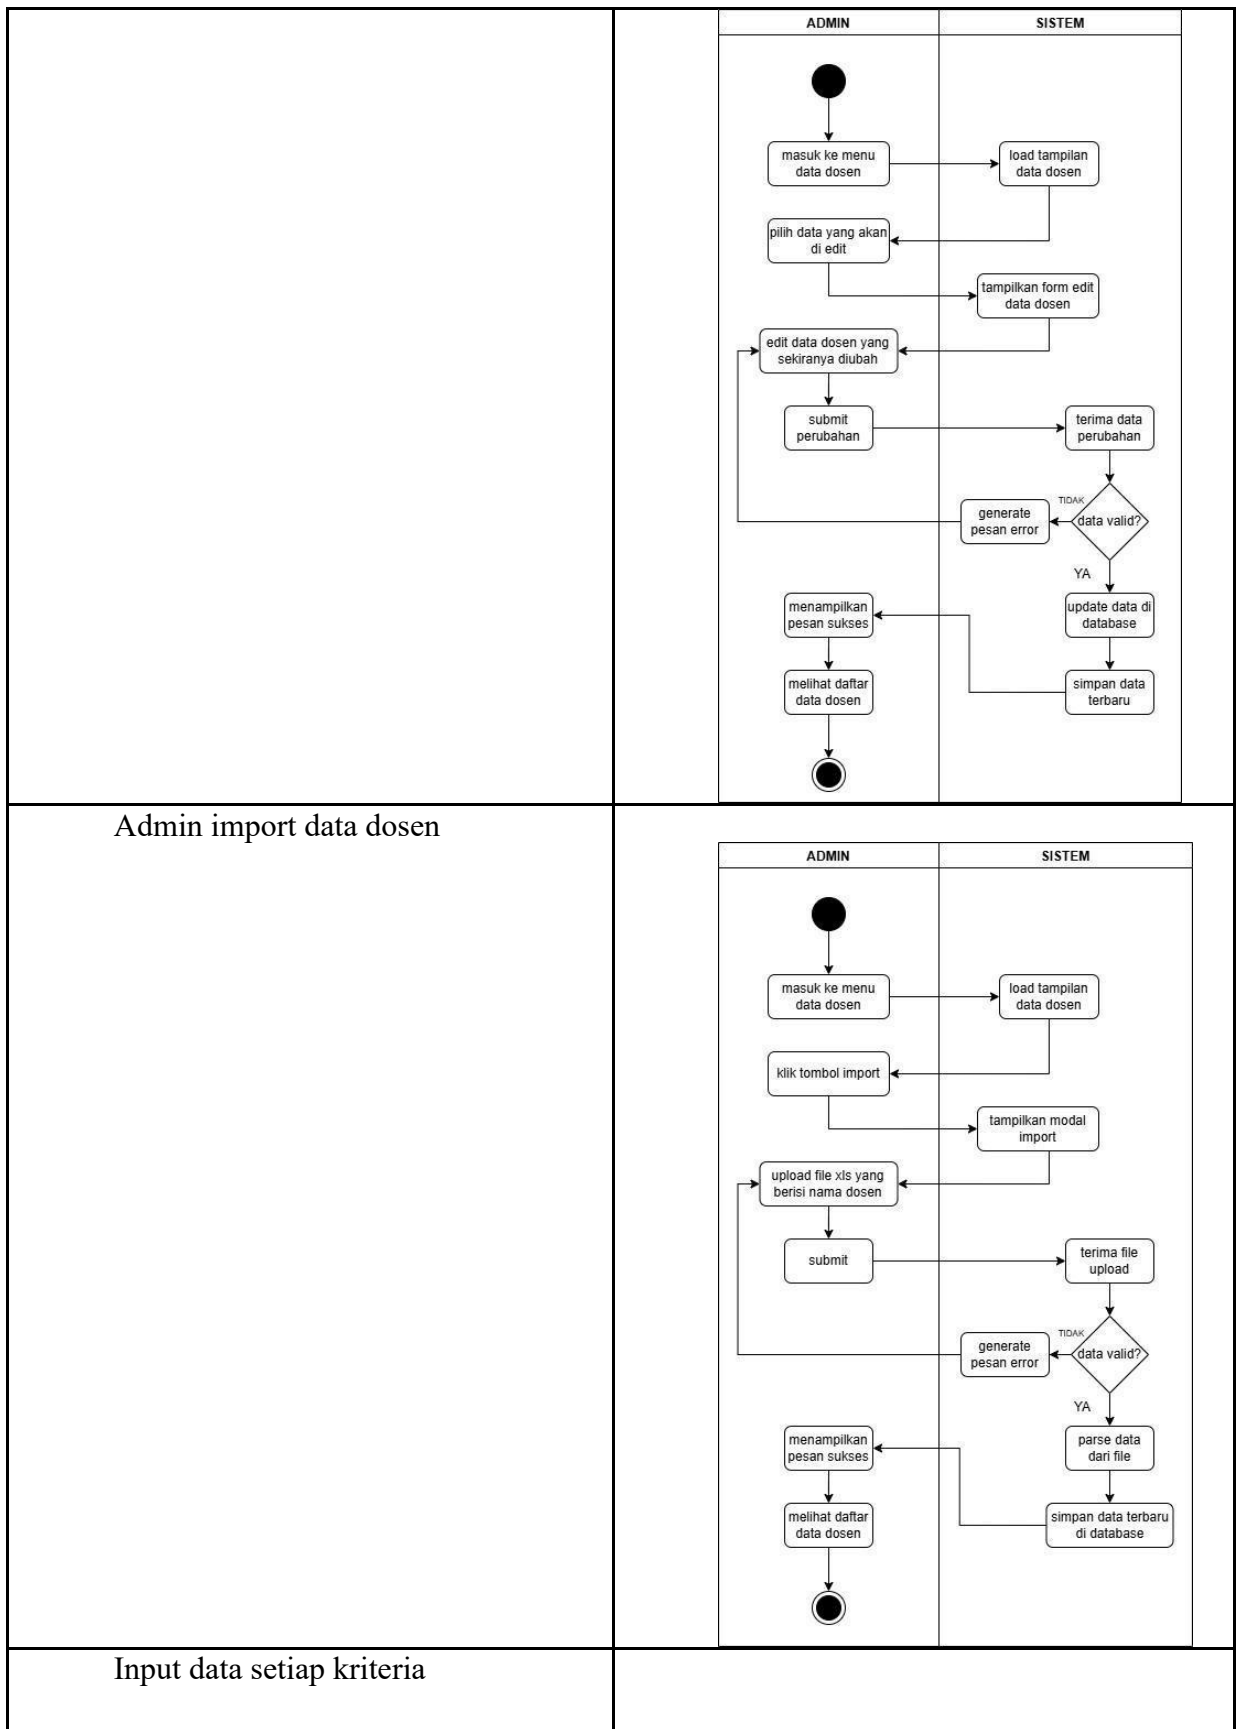 ADMIN
SISTEM
masuk ke menu
data dosen
load tampilan
data dosen
pilih data yang akan
di edit
tampilkan form edit
data dosen
edit data dosen yang
sekiranya diubah
submit
perubahan
terima data
perubahan
TIDAK
data valid?
generate
pesan error
YA
update data di
database
menampilkan
pesan sukses
simpan data
terbaru
melihat daftar
data dosen
Admin import data dosen
ADMIN
SISTEM
masuk ke menu
data dosen
load tampilan
data dosen
klik tombol import
tampilkan modal
import
upload file xls yang
berisi nama dosen
submit
terima file
upload
TIDAK
data valid?
generate
pesan error
YA
parse data
dari file
menampilkan
pesan sukses
simpan data terbaru
di database
melihat daftar
data dosen
Input data setiap kriteria